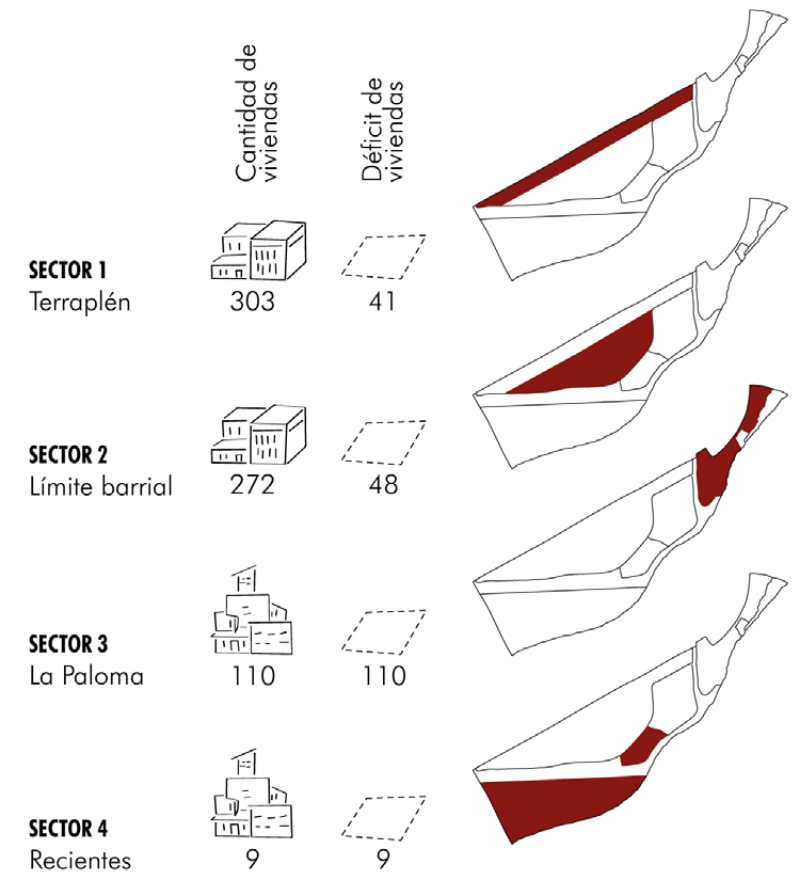 Cantidad de
viviendas
Déficit de
viviendas
SECTOR 1
Terraplén
303
41
SECTOR 2
Límite barrial
272
48
SECTOR 3
La Paloma
110
110
SECTOR 4
Recientes
9
9